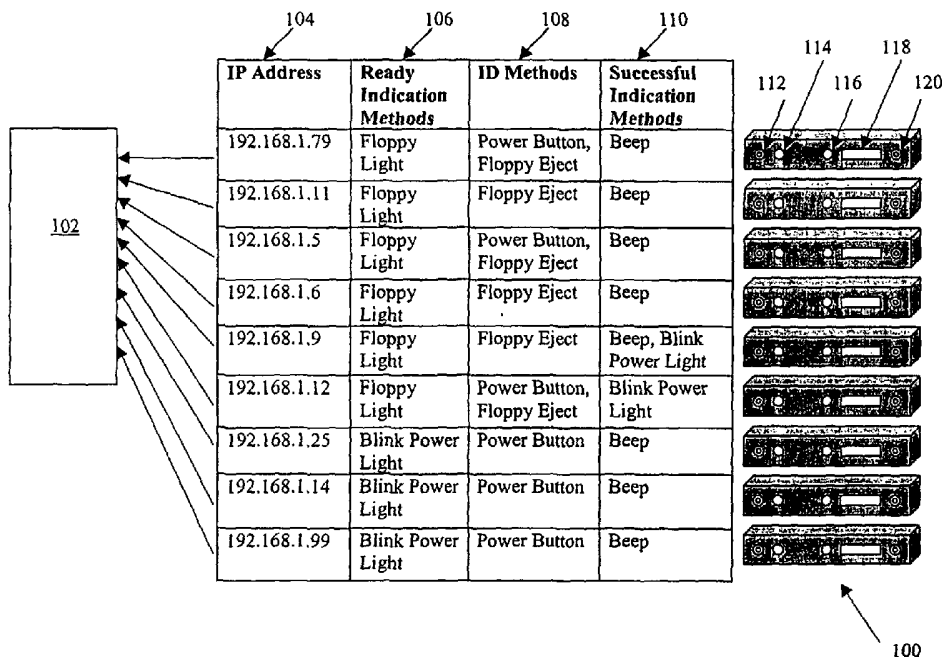 104 106 108 110
IP Address Ready Indication Methods ID Methods Successful Indication Methods
112 114 116 118 120
102
192.168.1.79 Floppy Light Power Button, Floppy Eject Beep
192.168.1.11 Floppy Light Floppy Eject Beep
192.168.1.5 Floppy Light Power Button, Floppy Eject Beep
192.168.1.6 Floppy Light Floppy Eject Beep
192.168.1.9 Floppy Light Floppy Eject Beep, Blink Power Light
192.168.1.12 Floppy Light Power Button, Floppy Eject Blink Power Light
192.168.1.25 Blink Power Light Power Button Beep
192.168.1.14 Blink Power Light Power Button Beep
192.168.1.99 Blink Power Light Power Button Beep
100